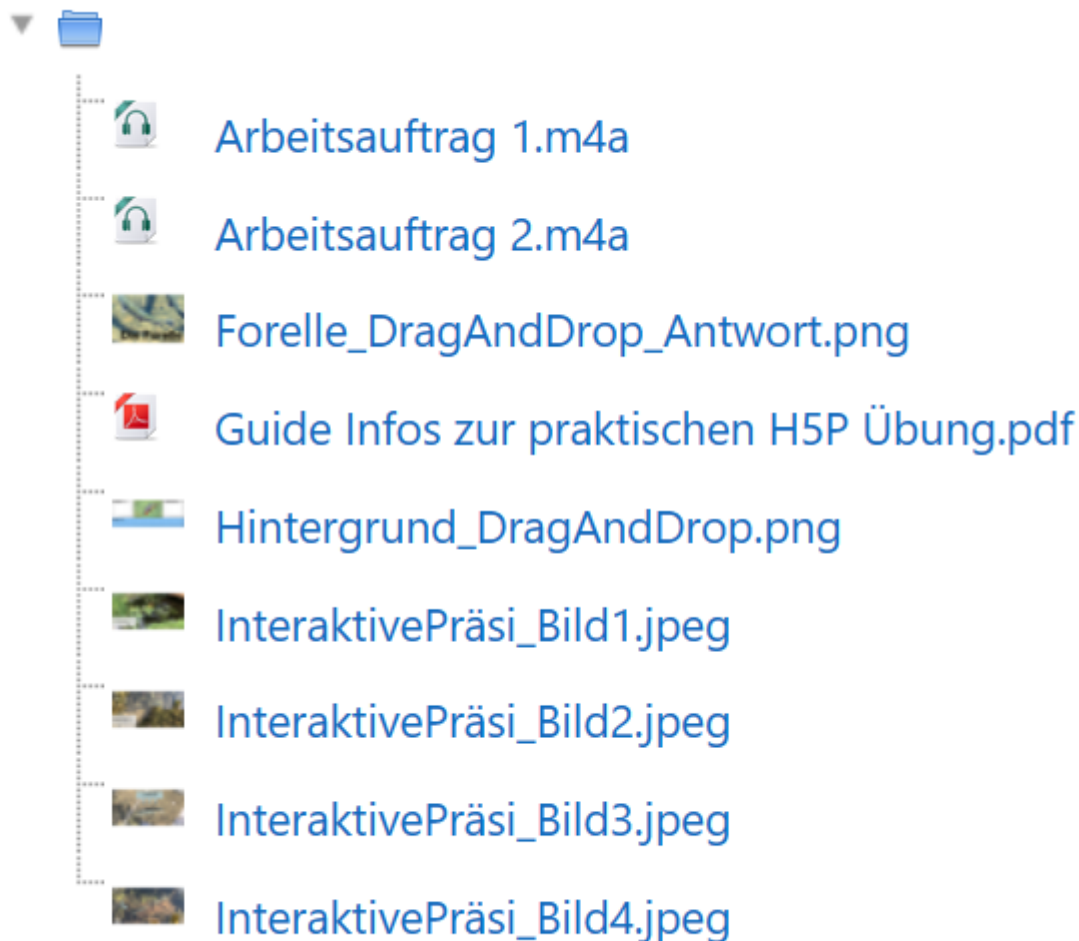 Arbeitsauftrag 1.m4a
Arbeitsauftrag 2.m4a
Forelle_DragAndDrop_Antwort.png
Guide Infos zur praktischen H5P Übung.pdf
Hintergrund_DragAndDrop.png
InteraktivePräsi_Bild1.jpeg
InteraktivePräsi_Bild2.jpeg
InteraktivePräsi_Bild3.jpeg
InteraktivePräsi_Bild4.jpeg